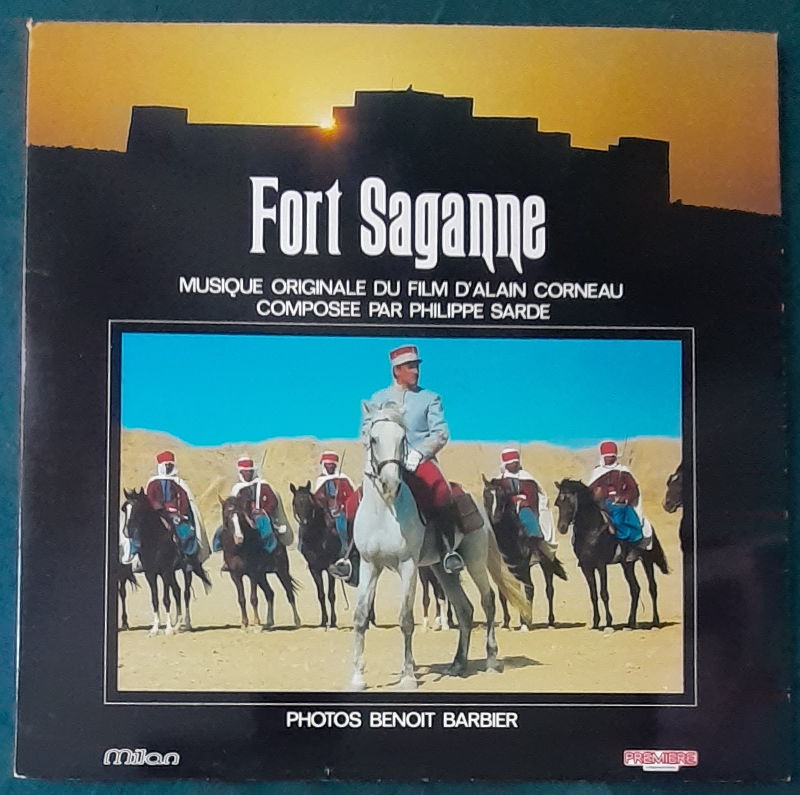 Fort Saganne
MUSIQUE ORIGINALE DU FILM D'ALAIN CORNEAU
COMPOSEE PAR PHILIPPE SARDE
PHOTOS BENOIT BARBIER
milan
PREMIERE